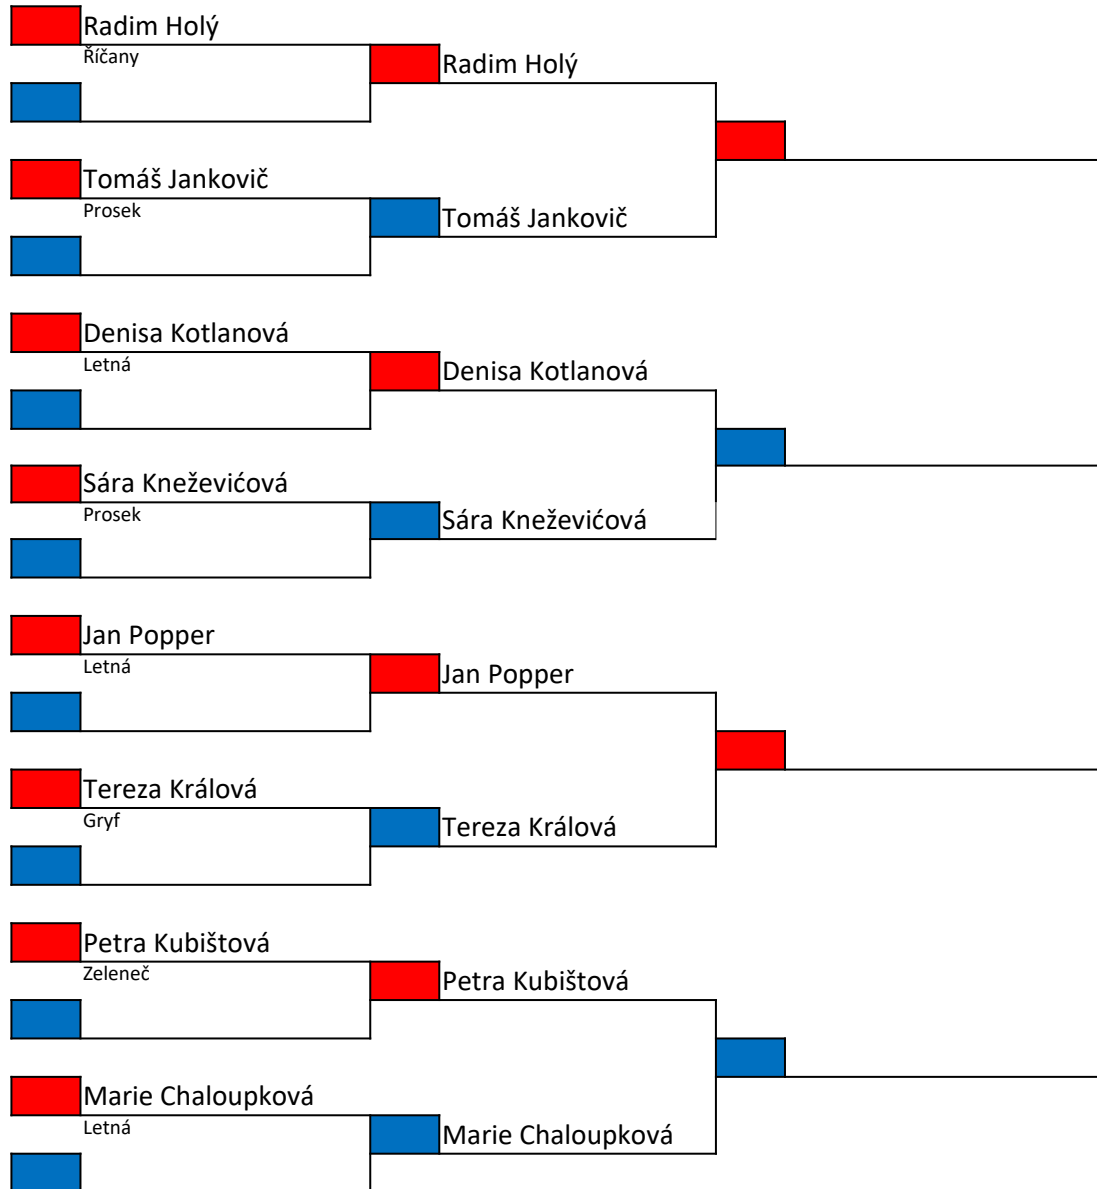 Radim Holý
Říčany
Radim Holý
Tomáš Jankovič
Prosek
Tomáš Jankovič
Denisa Kotlanová
Letná
Denisa Kotlanová
Sára Kneževićová
Prosek
Sára Kneževićová
Jan Popper
Letná
Jan Popper
Tereza Králová
Gryf
Tereza Králová
Petra Kubištová
Zeleneč
Petra Kubištová
Marie Chaloupková
Letná
Marie Chaloupková